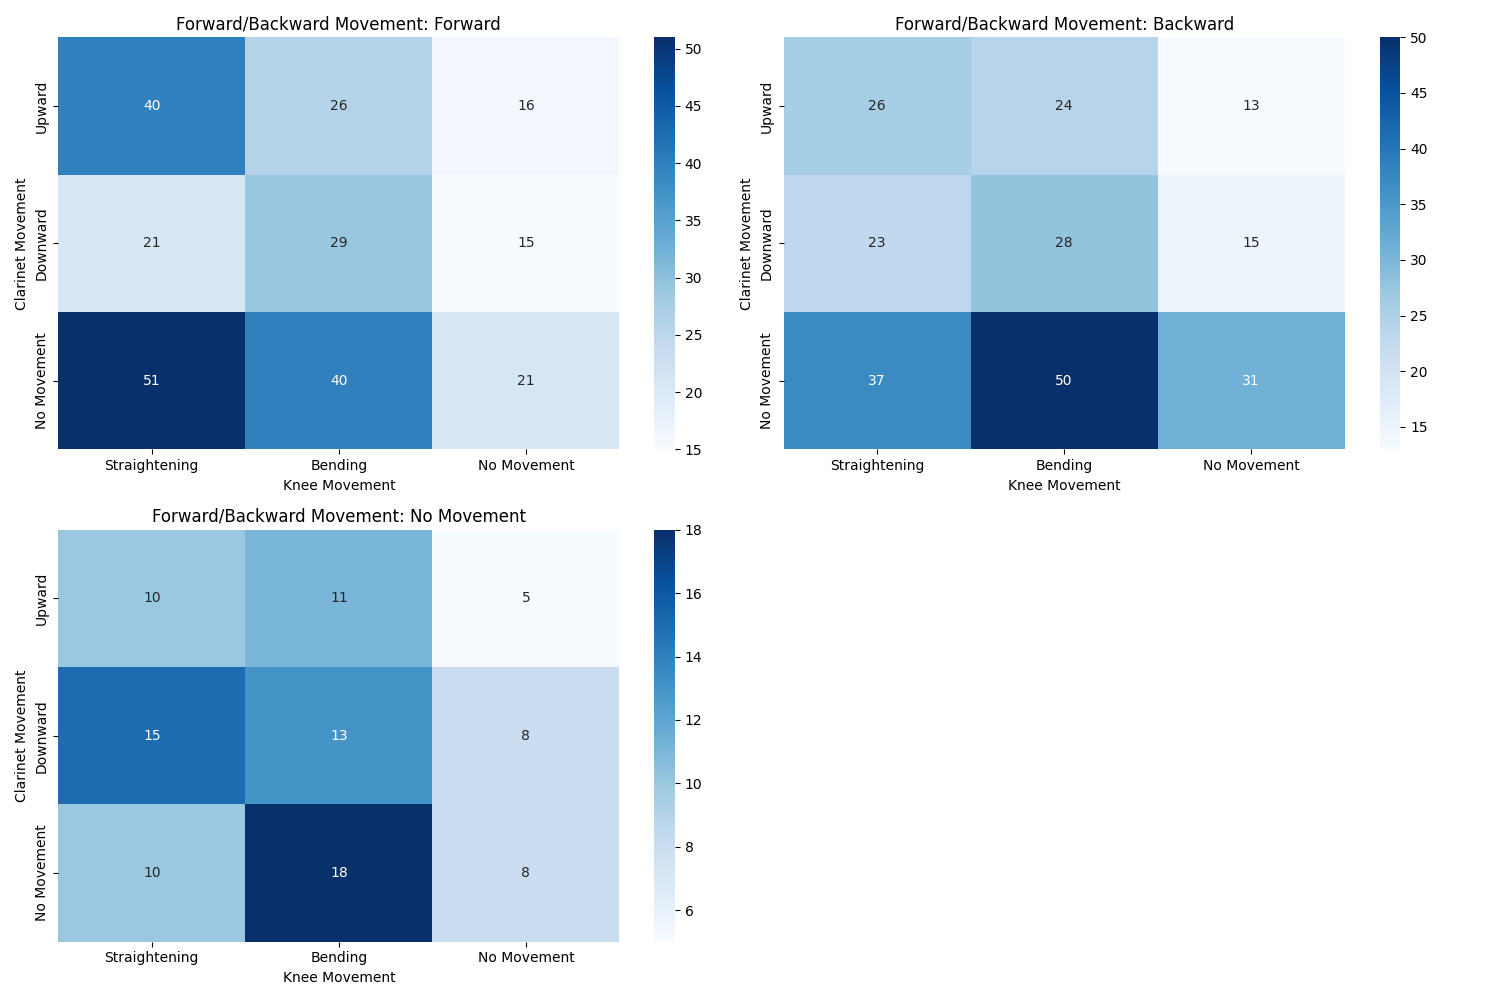 Forward/Backward Movement: Forward
Upward
Downward
No Movement
Clarinet Movement
40 26 16
21 29 15
51 40 21
Straightening Bending No Movement
Knee Movement
50
45
40
35
30
25
20
15
Forward/Backward Movement: Backward
Upward
Downward
No Movement
Clarinet Movement
26 24 13
23 28 15
37 50 31
Straightening Bending No Movement
Knee Movement
50
45
40
35
30
25
20
15
Forward/Backward Movement: No Movement
Upward
Downward
No Movement
Clarinet Movement
10 11 5
15 13 8
10 18 8
Straightening Bending No Movement
Knee Movement
18
16
14
12
10
8
6